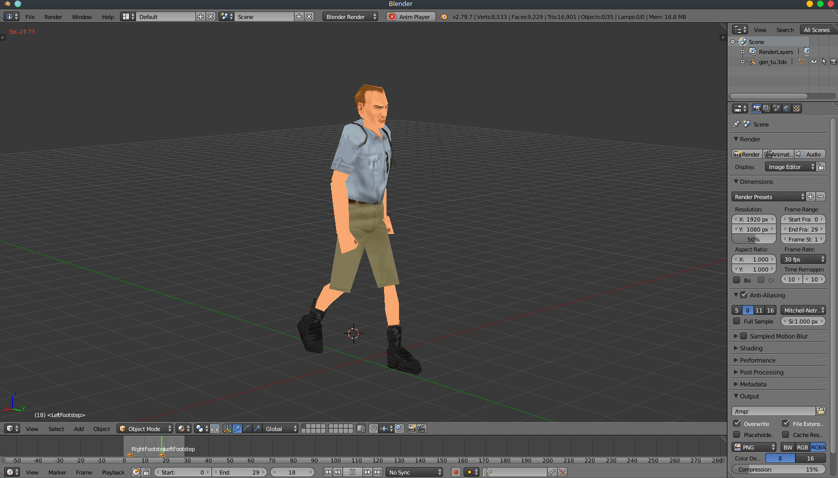 Blender
File Render Window Help Default Scene Blender Render Anim Player v2.79.7 | Verts:8,533 | Faces:9,229 | Tris:16,901 | Objects:0/35 | Lamps:0/0 | Mem: 16.8 MB
View Search All Scenes
Scene
RenderLayers
gen_tu.3do
Scene
Render
Render Animat Audio
Display: Image Editor
Dimensions
Render Presets
Resolution: Frame Range:
X: 1920 px Start Fra: 0
Y: 1080 px End Fra: 29
50% Frame St: 1
Aspect Ratio: Frame Rate:
X: 1.000 30 fps
Y: 1.000 Time Remappin
Bo Cr 10 10
Anti-Aliasing
5 8 11 16 Mitchell-Netr
Full Sample Si:1.000 px
Sampled Motion Blur
Shading
Performance
Post Processing
Metadata
Output
/tmp/
Overwrite File Exten
Placeholde Cache Res
PNG BW RGB RGBA
Color De 8 16
Compression: 15%
(18) <LeftFootstep>
View Select Add Object Object Mode Global
RightFootstep LeftFootstep
-50 -40 -30 -20 -10 0 10 20 30 40 50 60 70 80 90 100 110 120 130 140 150 160 170 180 190 200 210 220 230 240 250 260 270 280
View Marker Frame Playback Start: 0 End: 29 18 No Sync